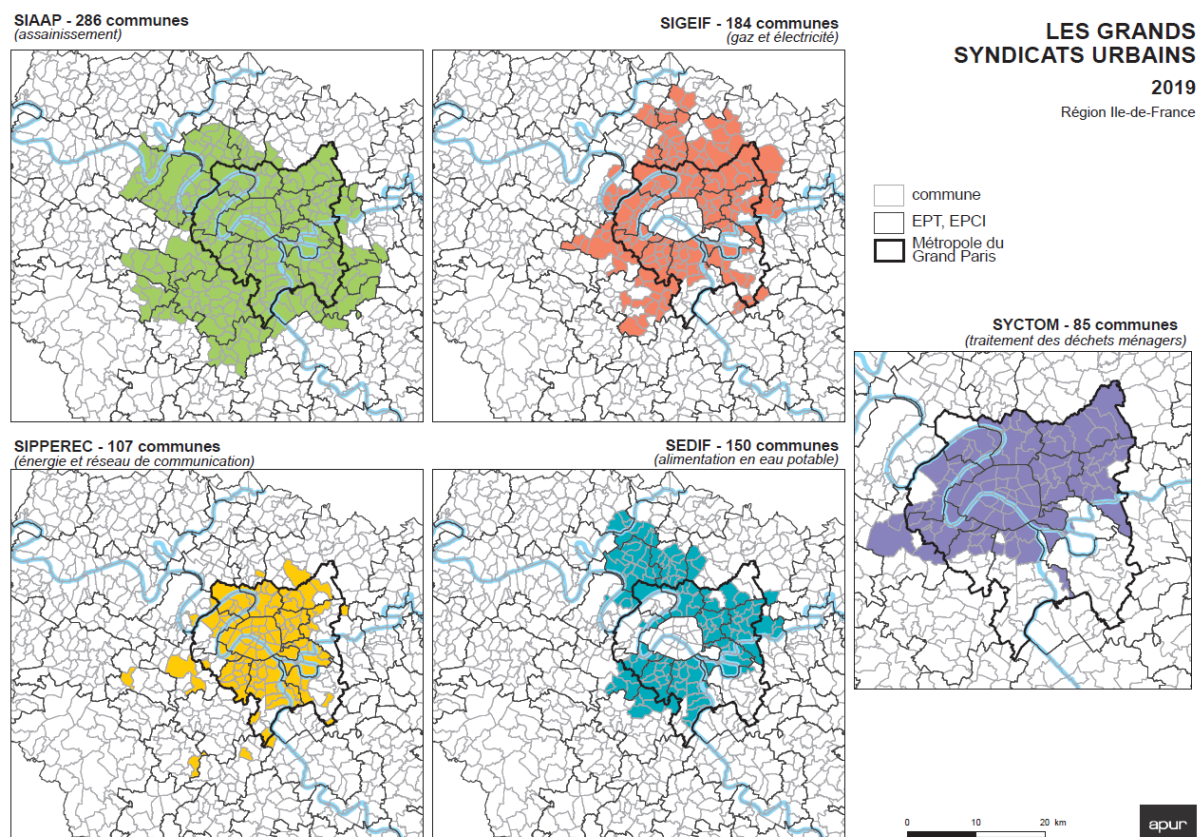 SIAAP - 286 communes
(assainissement)
SIGEIF - 184 communes
(gaz et électricité)
LES GRANDS
SYNDICATS URBAINS
2019
Région Ile-de-France
commune
EPT, EPCI
Métropole du
Grand Paris
SYCTOM - 85 communes
(traitement des déchets ménagers)
SIPPEREC - 107 communes
(énergie et réseau de communication)
SEDIF - 150 communes
(alimentation en eau potable)
0 10 20 km
apur